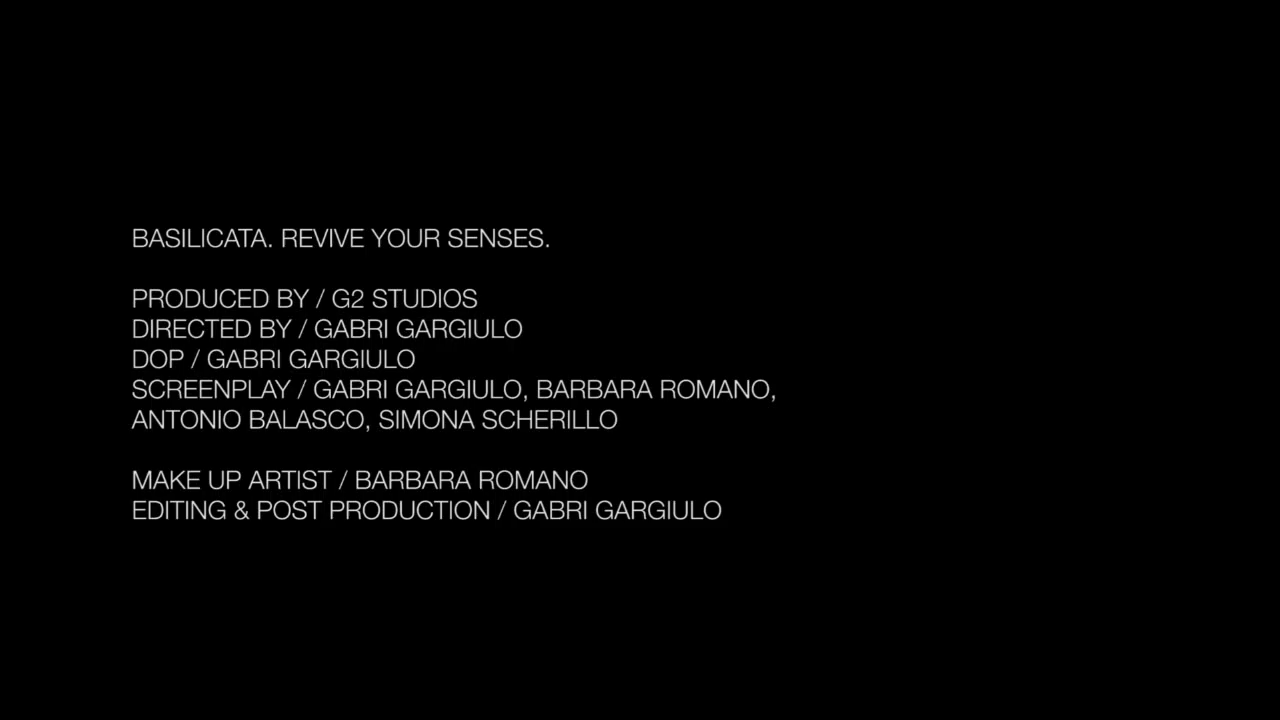 BASILICATA. REVIVE YOUR SENSES.
PRODUCED BY / G2 STUDIOS
DIRECTED BY / GABRI GARGIULO
DOP / GABRI GARGIULO
SCREENPLAY / GABRI GARGIULO, BARBARA ROMANO,
ANTONIO BALASCO, SIMONA SCHERILLO
MAKE UP ARTIST / BARBARA ROMANO
EDITING & POST PRODUCTION / GABRI GARGIULO